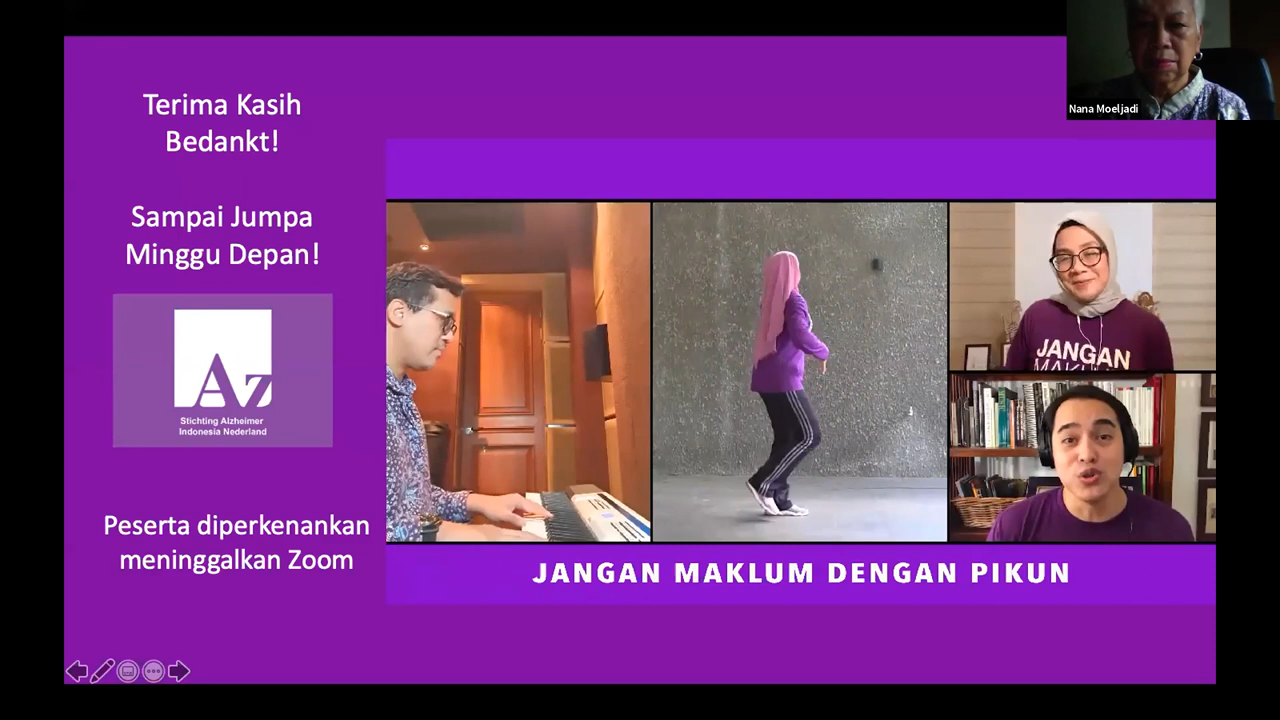 Terima Kasih
Bedankt!
Sampai Jumpa
Minggu Depan!
Az
Stichting Alzheimer
Indonesia Nederland
Peserta diperkenankan
meninggalkan Zoom
Nana Moeljadi
JANGAN
JANGAN MAKLUM DENGAN PIKUN